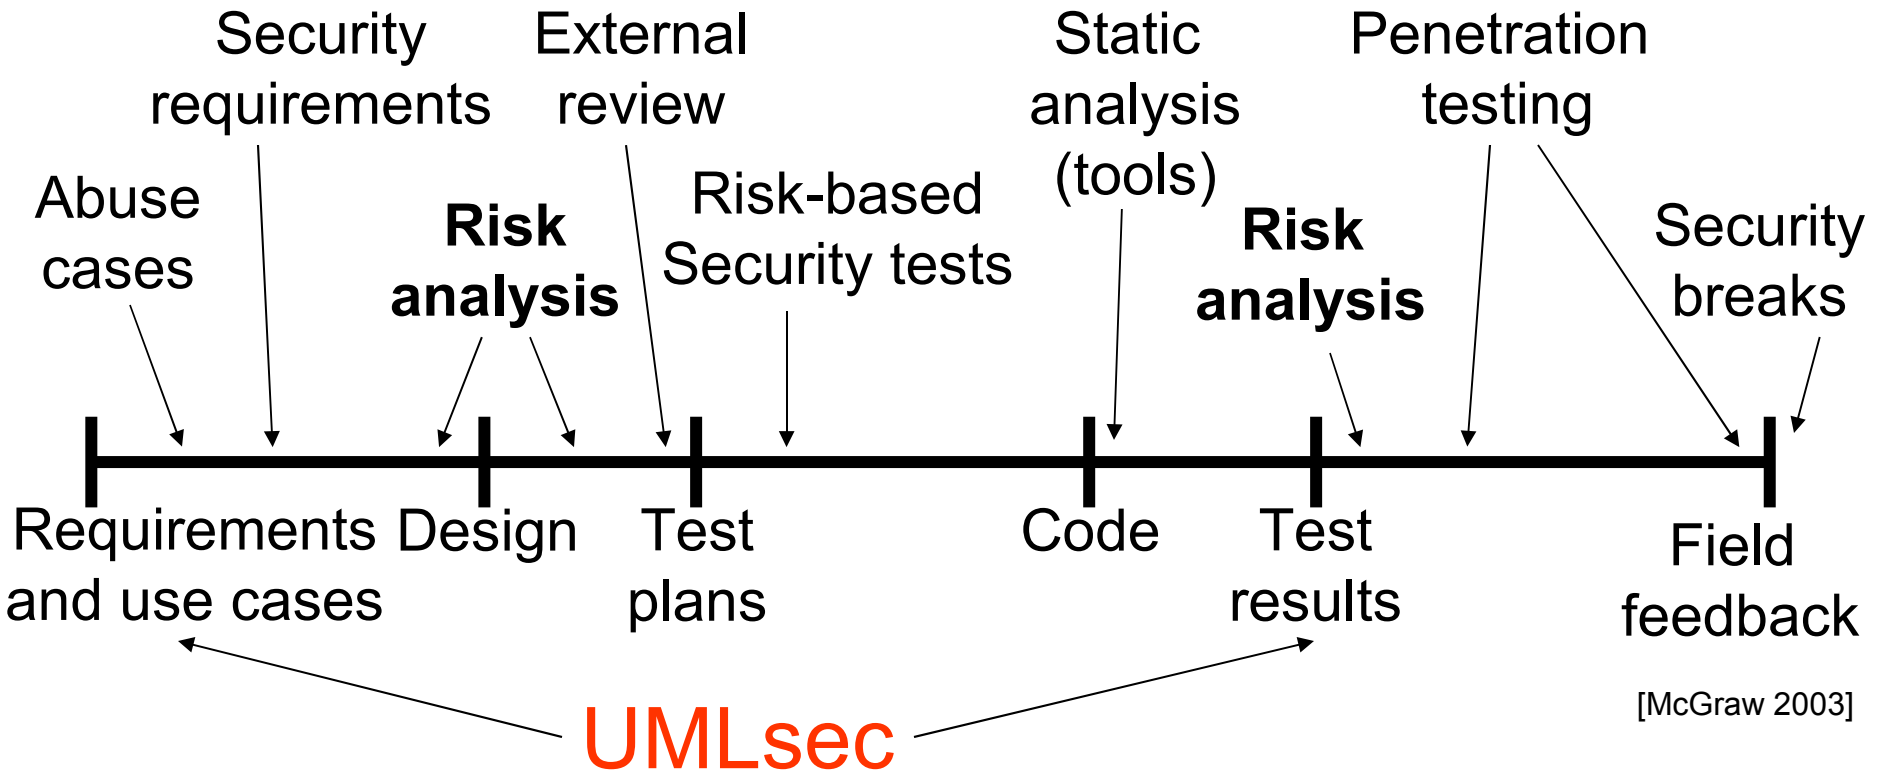 Security
requirements
External
review
Static
analysis
(tools)
Penetration
testing
Abuse
cases
Risk
analysis
Risk-based
Security tests
Risk
analysis
Security
breaks
Requirements
and use cases
Design
Test
plans
Code
Test
results
Field
feedback
UMLsec
[McGraw 2003]